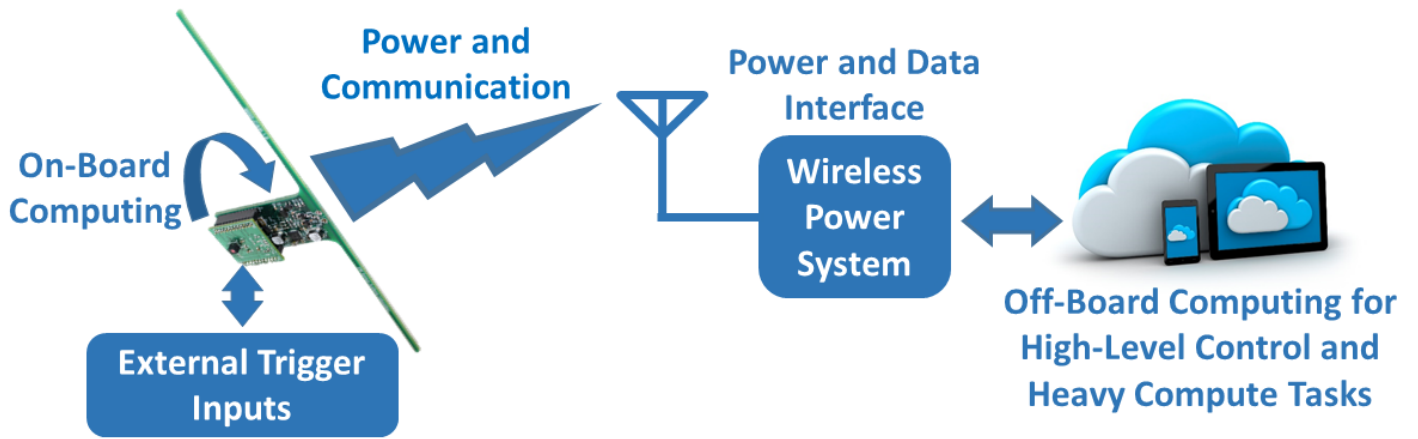 Power and
Communication
Power and Data
Interface
On-Board
Computing
Wireless
Power
System
External Trigger
Inputs
Off-Board Computing for
High-Level Control and
Heavy Compute Tasks